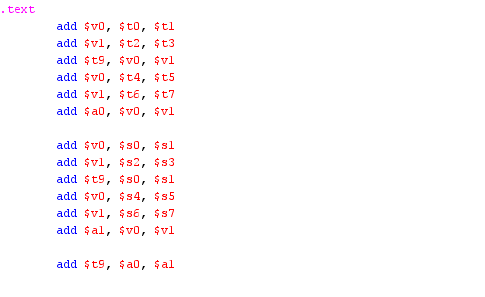 .text
add $v0, $t0, $t1
add $v1, $t2, $t3
add $t9, $v0, $v1
add $v0, $t4, $t5
add $v1, $t6, $t7
add $a0, $v0, $v1
add $v0, $s0, $s1
add $v1, $s2, $s3
add $t9, $s0, $s1
add $v0, $s4, $s5
add $v1, $s6, $s7
add $a1, $v0, $v1
add $t9, $a0, $a1